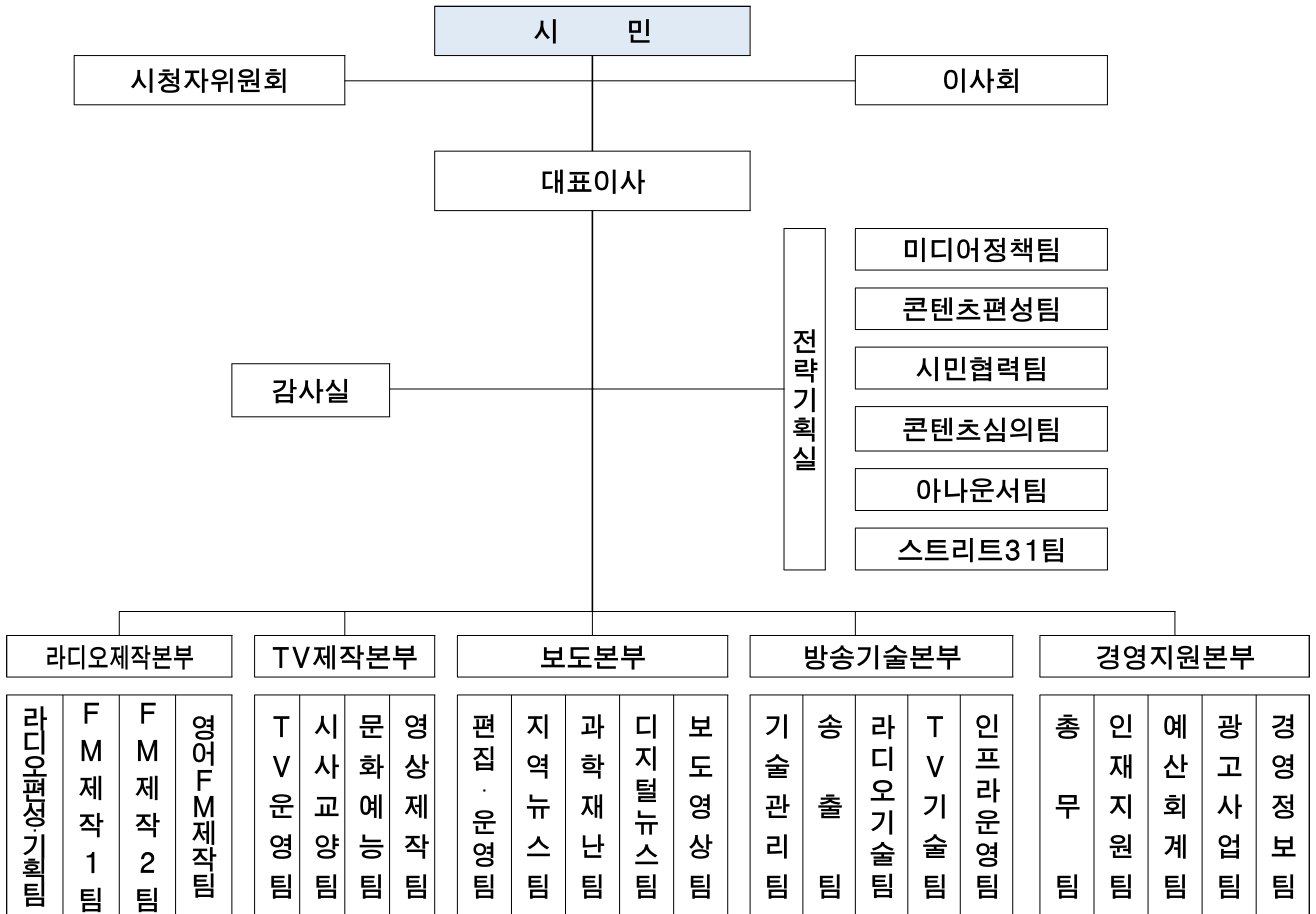 시 민
시청자위원회
이사회
대표이사
전략기획실
미디어정책팀
콘텐츠편성팀
시민협력팀
콘텐츠심의팀
아나운서팀
스트리트31팀
감사실
라디오제작본부
TV제작본부
보도본부
방송기술본부
경영지원본부
라디오편성·기획팀
FM제작1팀
FM제작2팀
영어FM제작팀
TV운영팀
시사교양팀
문화예능팀
영상제작팀
편집·운영팀
지역뉴스팀
과학재난팀
디지털뉴스팀
보도영상팀
기술관리팀
송출팀
라디오기술팀
TV기술팀
인프라운영팀
총무팀
인재지원팀
예산회계팀
광고사업팀
경영정보팀